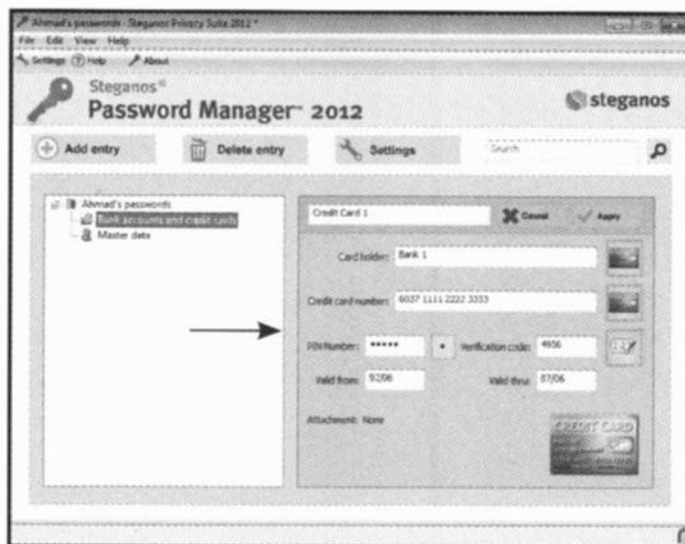 Ahmad's passwords - Steganos Privacy Suite 2012 *
File Edit View Help
Settings Help About
Steganos®
Password Manager™ 2012
steganos
Add entry
Delete entry
Settings
Search
Ahmad's passwords
Bank accounts and credit cards
Master data
Credit Card 1
Cancel
Apply
Card holder: Bank 1
Credit card number: 6037 1111 2222 3333
PIN Number: ***** Verification code: 4906
Valid from: 92/06 Valid thru: 87/06
Attachment: None
CREDIT CARD